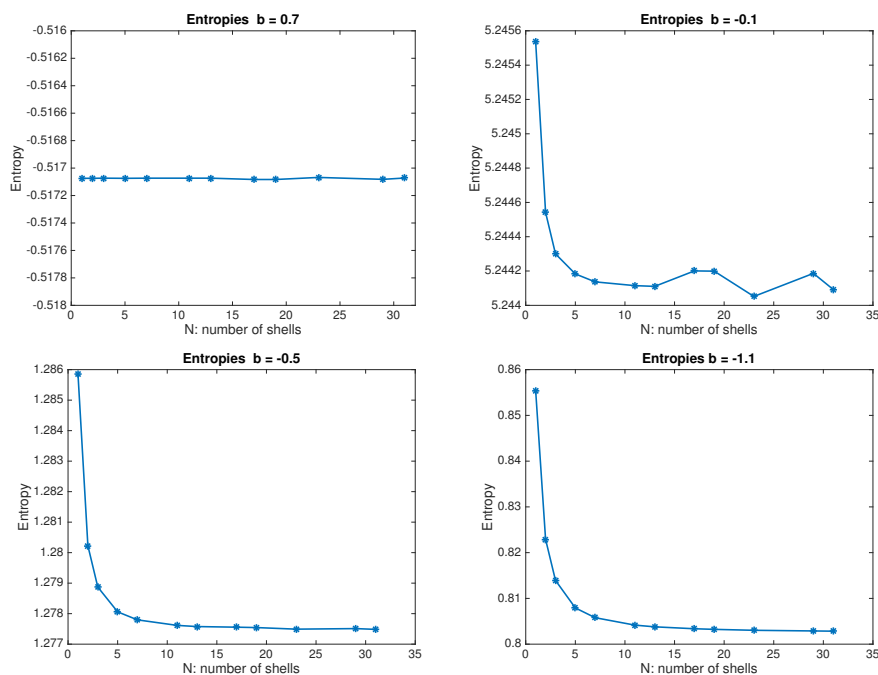 Entropies b = 0.7
-0.516
-0.5162
-0.5164
-0.5166
-0.5168
-0.517
-0.5172
-0.5174
-0.5176
-0.5178
-0.518
Entropy
0 5 10 15 20 25 30
N: number of shells
Entropies b = -0.1
5.2456
5.2454
5.2452
5.245
5.2448
5.2446
5.2444
5.2442
5.244
Entropy
0 5 10 15 20 25 30 35
N: number of shells
Entropies b = -0.5
1.286
1.285
1.284
1.283
1.282
1.281
1.28
1.279
1.278
1.277
Entropy
0 5 10 15 20 25 30 35
N: number of shells
Entropies b = -1.1
0.86
0.85
0.84
0.83
0.82
0.81
0.8
Entropy
0 5 10 15 20 25 30 35
N: number of shells